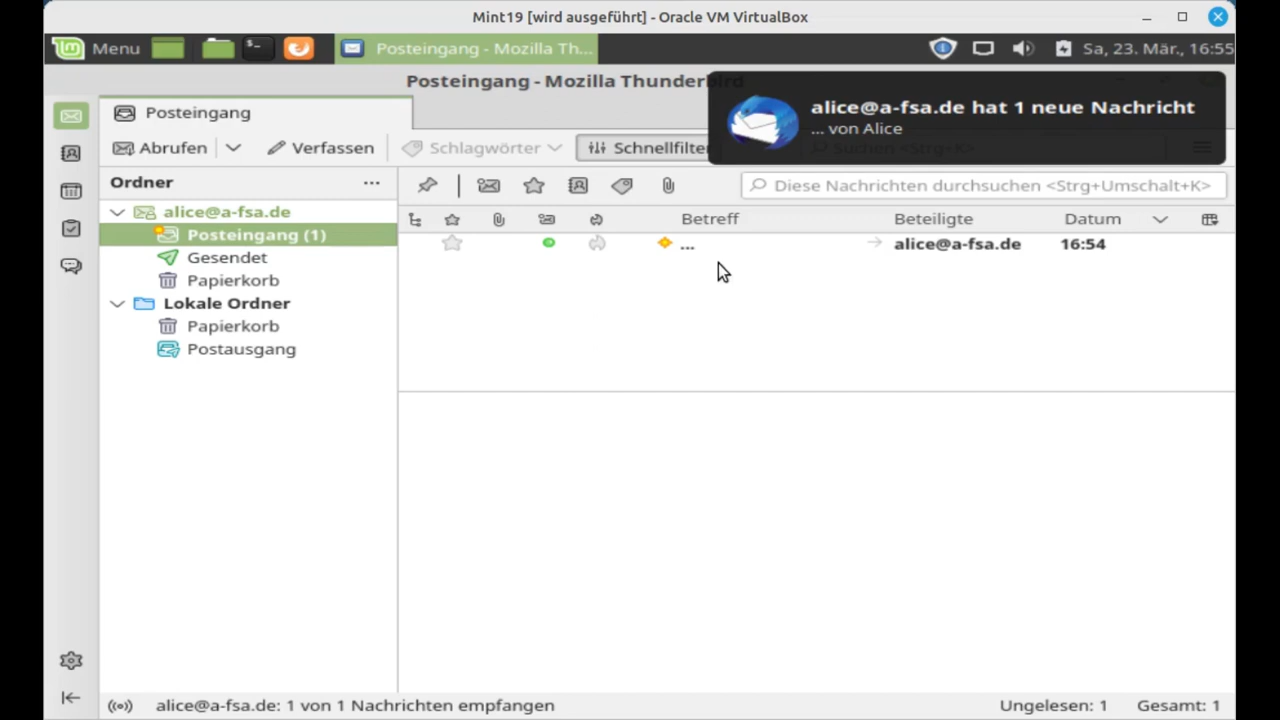 Mint19 [wird ausgeführt] - Oracle VM VirtualBox
Menu
Posteingang - Mozilla Th...
Sa, 23. Mär., 16:55
Posteingang - Mozilla Thunderbird
alice@a-fsa.de hat 1 neue Nachricht
... von Alice
Posteingang
Abrufen
Verfassen
Schlagwörter
Schnellfilter
Suchen <Strg+K>
Ordner
...
Diese Nachrichten durchsuchen <Strg+Umschalt+K>
alice@a-fsa.de
Betreff Beteiligte Datum
Posteingang (1)
... alice@a-fsa.de 16:54
Gesendet
Papierkorb
Lokale Ordner
Papierkorb
Postausgang
alice@a-fsa.de: 1 von 1 Nachrichten empfangen
Ungelesen: 1
Gesamt: 1